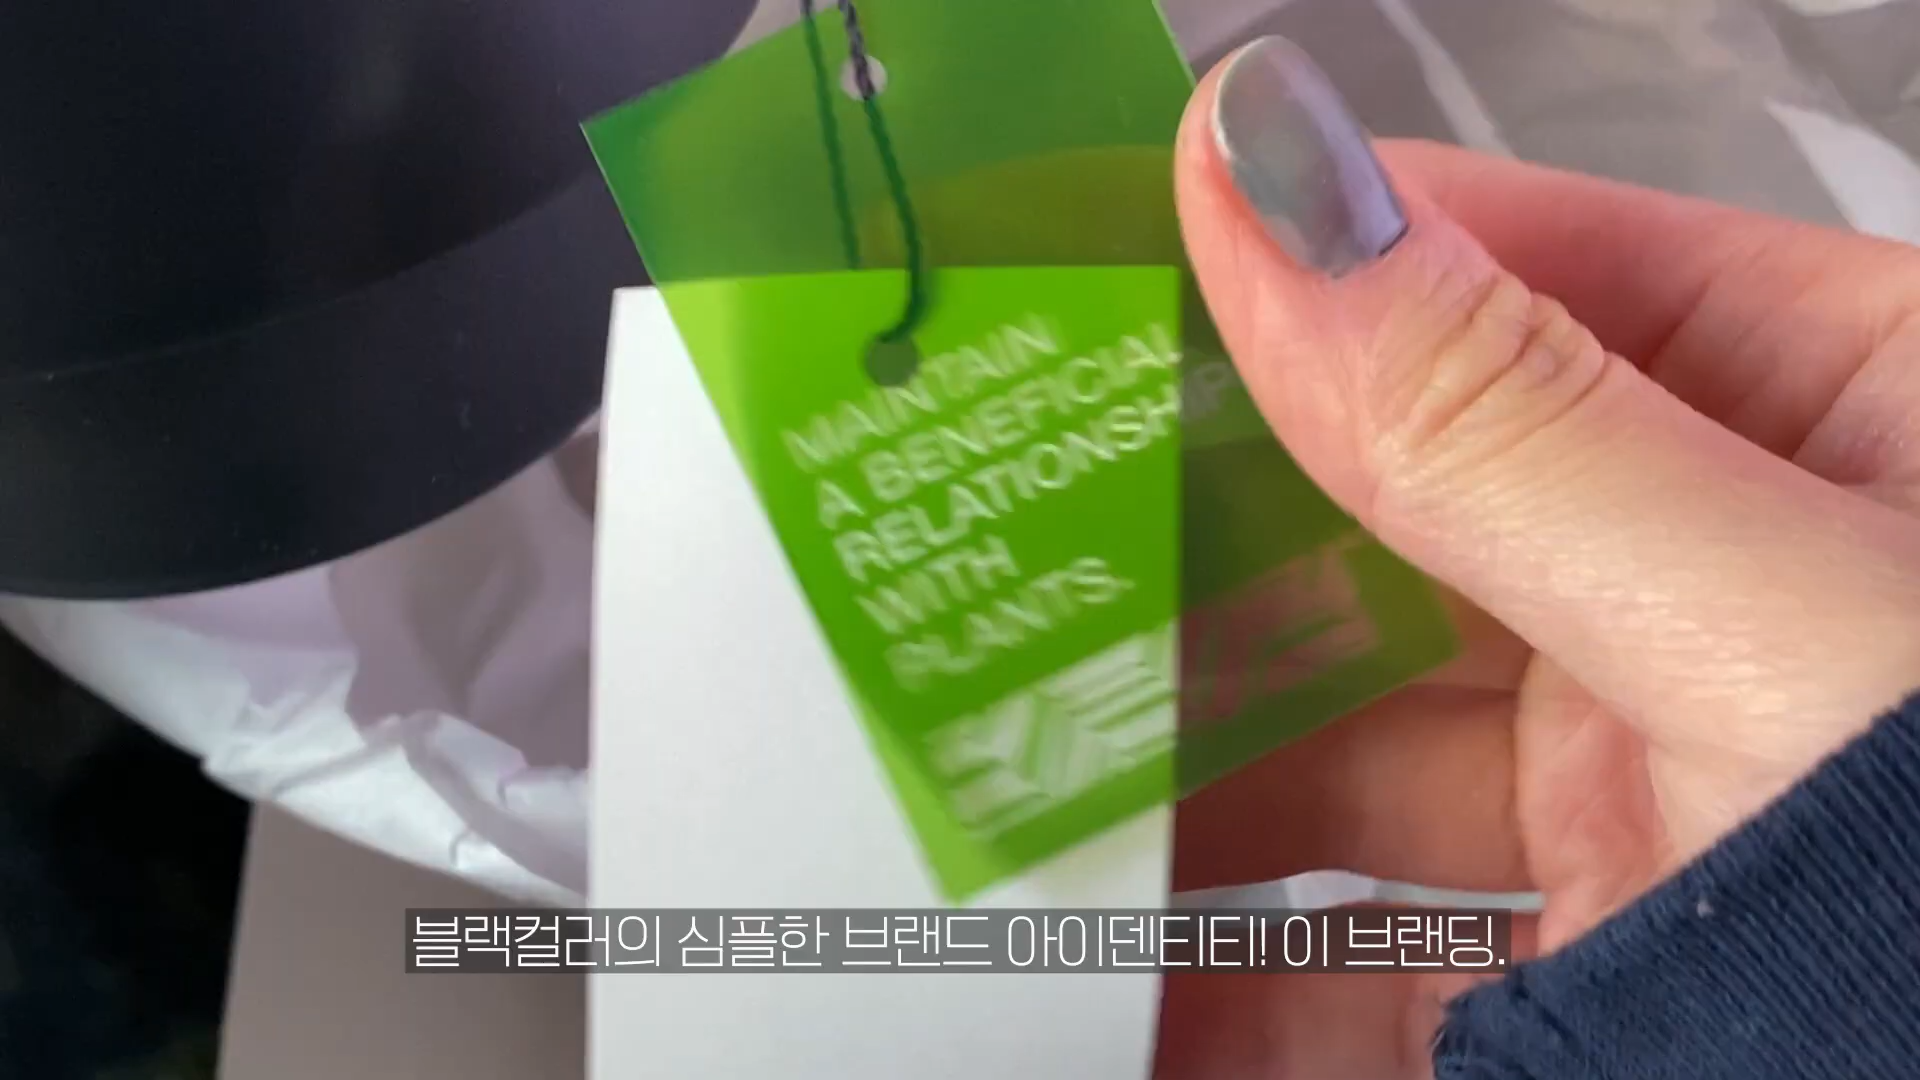 MAINTAIN
A BENEFICIAL
RELATIONSHIP
WITH
PLANTS.
블랙컬러의 심플한 브랜드 아이덴티티! 이 브랜딩.